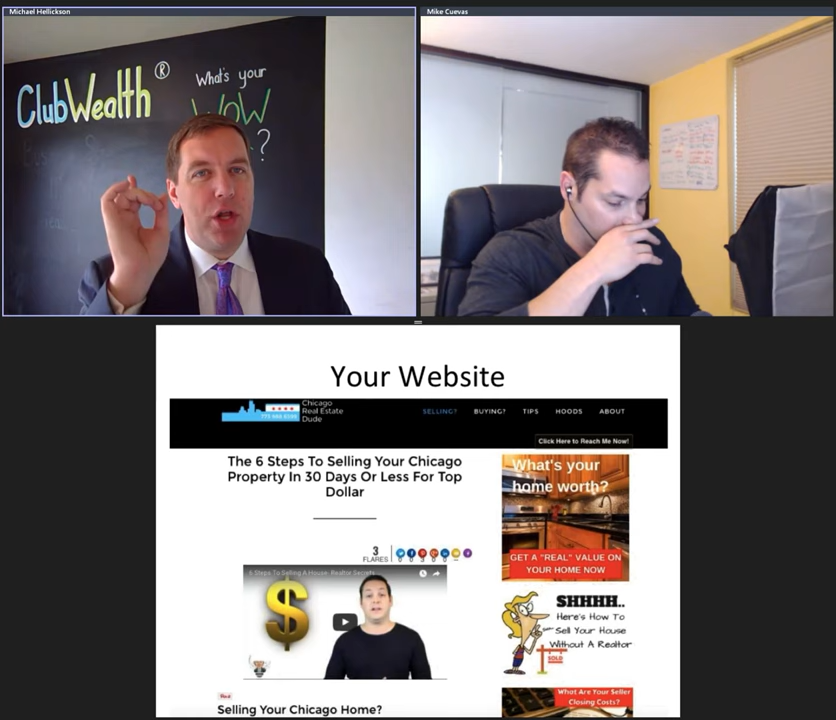 Michael Hellickson
Mike Cuevas
ClubWealth®
What's your
WOW
?
Your Website
Chicago
Real Estate
Dude
SELLING?
BUYING?
TIPS
HOODS
ABOUT
Click Here to Reach Me Now!
The 6 Steps To Selling Your Chicago
Property In 30 Days Or Less For Top
Dollar
3
FLARES
6 Steps To Selling A House- Realtor Secrets
$
Pin it
Selling Your Chicago Home?
What's your
home worth?
GET A "REAL" VALUE ON
YOUR HOME NOW
SHHHH..
Here's How To
Sell Your House
Without A Realtor
SOLD
What Are Your Seller
Closing Costs?